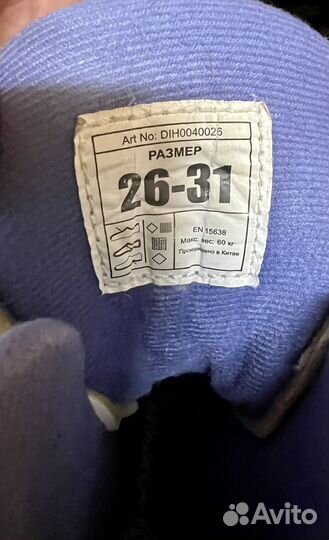 Art No: DIH0040026
РАЗМЕР
26-31
EN 15638
Макс. вес: 60 кг
Произведено в Китае
Avito